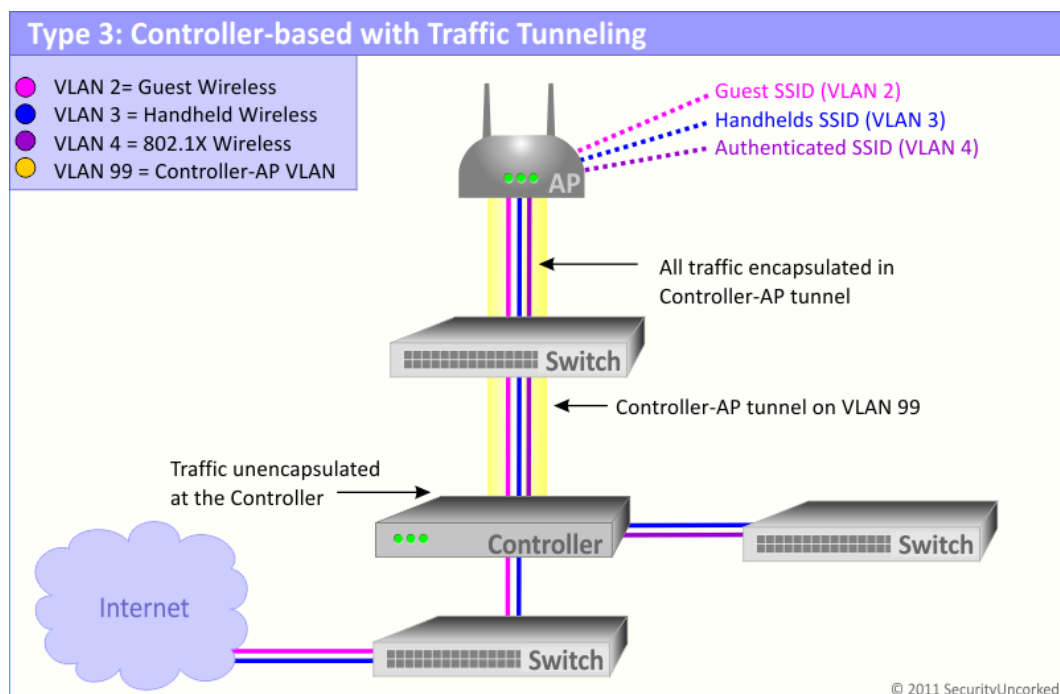 Type 3: Controller-based with Traffic Tunneling
VLAN 2= Guest Wireless
VLAN 3 = Handheld Wireless
VLAN 4 = 802.1X Wireless
VLAN 99 = Controller-AP VLAN
Guest SSID (VLAN 2)
Handhelds SSID (VLAN 3)
Authenticated SSID (VLAN 4)
AP
All traffic encapsulated in
Controller-AP tunnel
Switch
Controller-AP tunnel on VLAN 99
Traffic unencapsulated
at the Controller
Controller
Switch
Internet
Switch
© 2011 SecurityUncorked